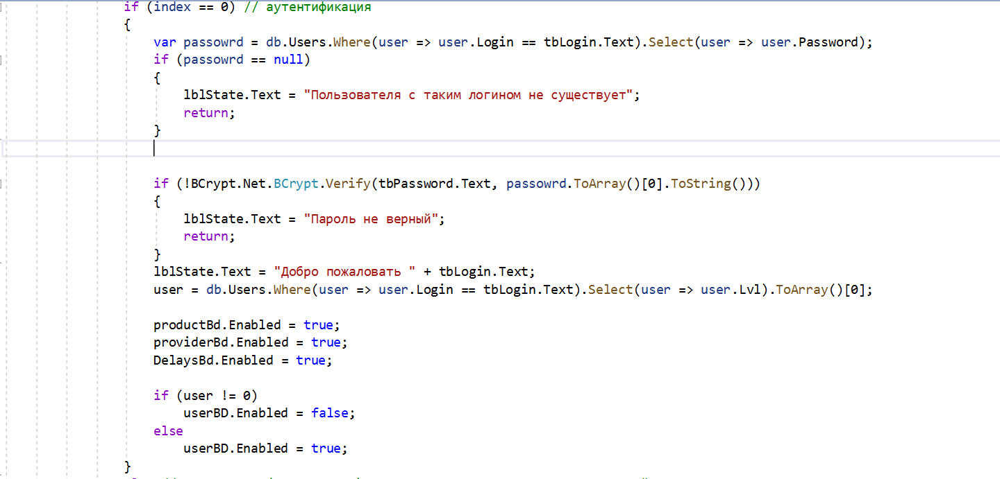 if (index == 0) // аутентификация
{
var passowrd = db.Users.Where(user => user.Login == tbLogin.Text).Select(user => user.Password);
if (passowrd == null)
{
lblState.Text = "Пользователя с таким логином не существует";
return;
}
if (!BCrypt.Net.BCrypt.Verify(tbPassword.Text, passowrd.ToArray()[0].ToString()))
{
lblState.Text = "Пароль не верный";
return;
}
lblState.Text = "Добро пожаловать " + tbLogin.Text;
user = db.Users.Where(user => user.Login == tbLogin.Text).Select(user => user.Lvl).ToArray()[0];
productBd.Enabled = true;
providerBd.Enabled = true;
DelaysBd.Enabled = true;
if (user != 0)
userBD.Enabled = false;
else
userBD.Enabled = true;
}